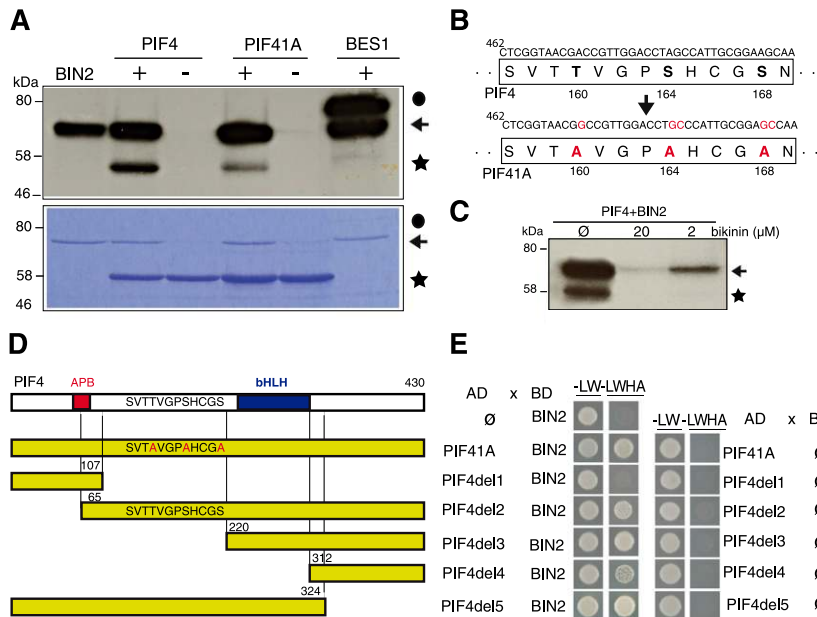 A
PIF4 PIF41A BES1
BIN2 + - + - +
kDa
80
58
46
80
58
46
B
462
CTCGGTAACGACCGTTGGACCTAGCCATTGCGGAAGCAA
· · S V T T V G P S H C G S N · ·
PIF4 160 164 168
462
CTCGGTAACGGCCGTTGGACCTGCCCATTGCGGAGCCAA
· · S V T A V G P A H C G A N · ·
PIF41A 160 164 168
C
PIF4+BIN2
kDa Ø 20 2 bikinin (µM)
80
58
D
PIF4 APB bHLH 430
SVTTVGPSHCGS
SVTAVGPAHCGA
107
65
SVTTVGPSHCGS
220
312
324
E
AD x BD -LW -LWHA
Ø BIN2 -LW -LWHA AD x B
PIF41A BIN2 PIF41A Ø
PIF4del1 BIN2 PIF4del1 Ø
PIF4del2 BIN2 PIF4del2 Ø
PIF4del3 BIN2 PIF4del3 Ø
PIF4del4 BIN2 PIF4del4 Ø
PIF4del5 BIN2 PIF4del5 Ø